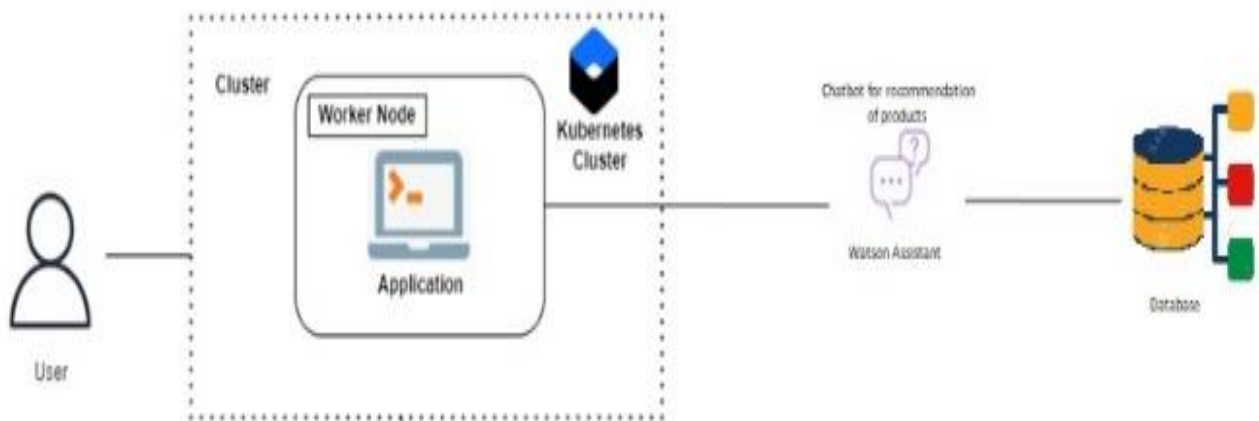 Cluster
Worker Node
Application
Kubernetes
Cluster
Chatbot for recommendation
of products
Watson Assistant
Database
User